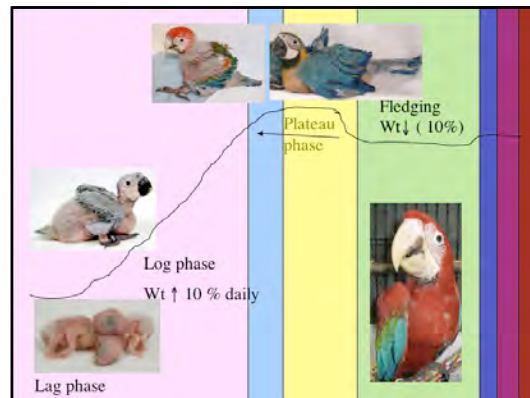 Fledging
Wt↓ ( 10%)
Plateau
phase
Log phase
Wt ↑ 10 % daily
Lag phase